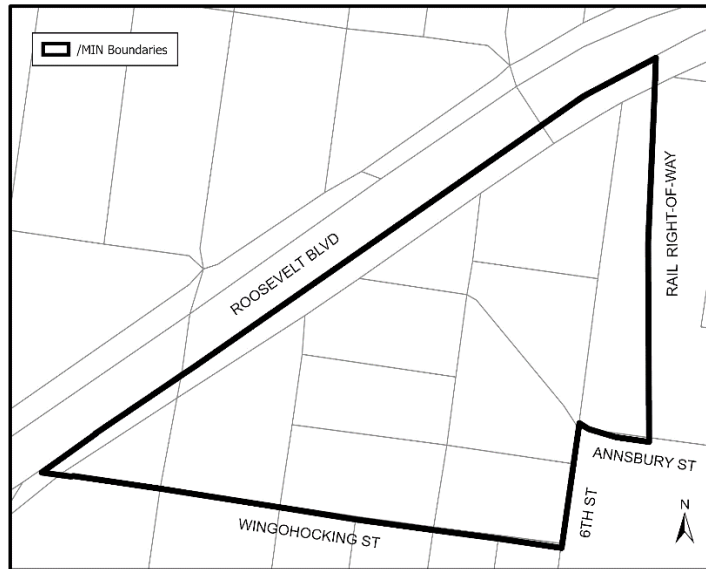 /MIN Boundaries
ROOSEVELT BLVD
RAIL RIGHT-OF-WAY
ANNSBURY ST
6TH ST
WINGOHOCKING ST
N